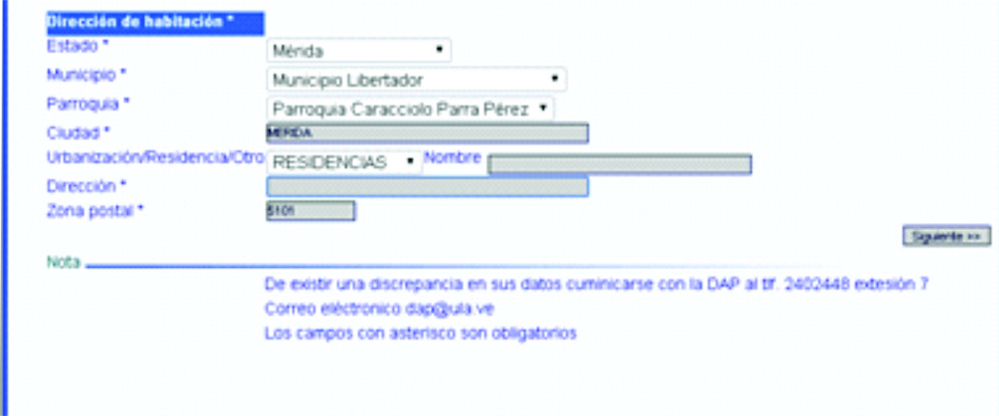 Dirección de habitación *
Estado * Mérida
Municipio * Municipio Libertador
Parroquia * Parroquia Caracciolo Parra Pérez
Ciudad * MERIDA
Urbanización/Residencia/Otro RESIDENCIAS Nombre
Dirección *
Zona postal * 5101
Siguiente >>
Nota
De existir una discrepancia en sus datos cuminicarse con la DAP al tlf. 2402448 extesión 7
Correo eléctronico dap@ula.ve
Los campos con asterisco son obligatorios